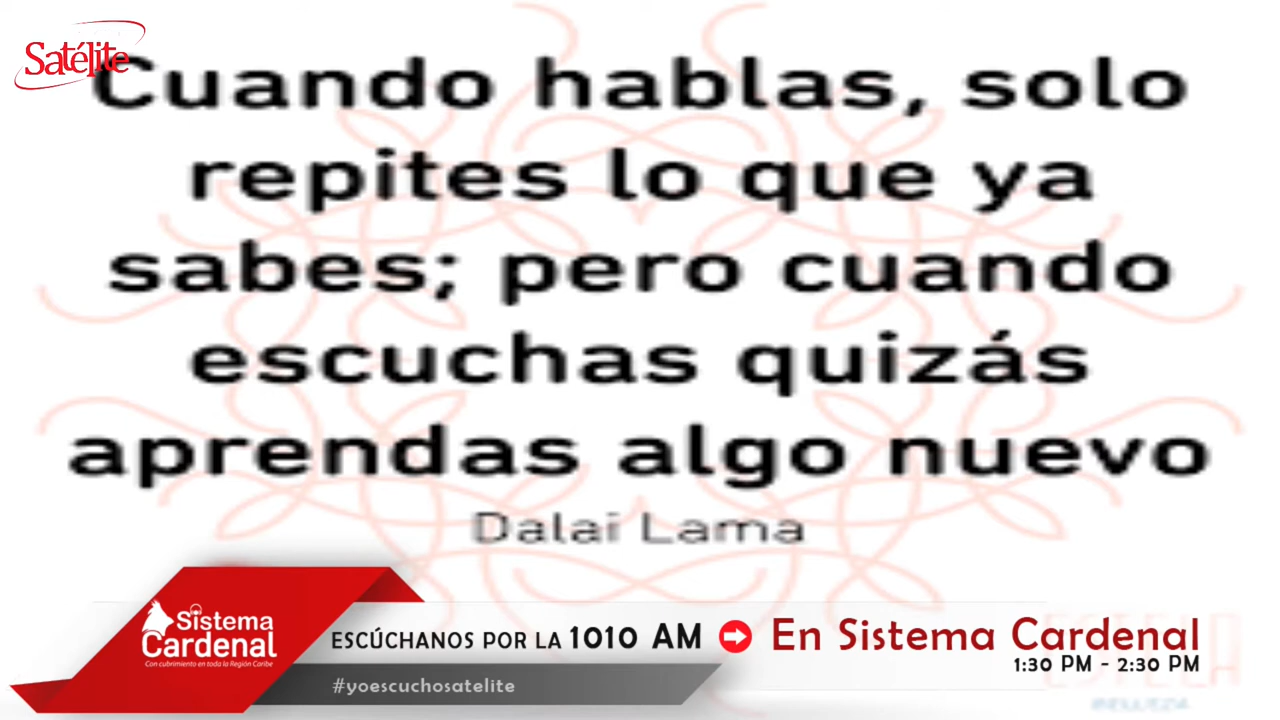 Satélite
Cuando hablas, solo
repites lo que ya
sabes; pero cuando
escuchas quizás
aprendas algo nuevo
Dalai Lama
Sistema
Cardenal
Con cubrimiento en toda la Región Caribe
ESCÚCHANOS POR LA 1010 AM
En Sistema Cardenal
1:30 PM - 2:30 PM
#yoescuchosatelite